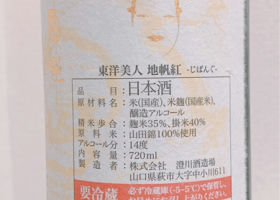 東洋美人 地帆紅 -じぱんぐ-
品目：日本酒
原材料名：米(国産)、米麹(国産米)、
醸造アルコール
精米歩合：麹米35%、掛米40%
原料米：山田錦100%使用
アルコール分：14度
内容量：720ml
製造者：株式会社 澄川酒造場
山口県萩市大字中小川611
要冷蔵 必ず冷蔵庫(-5~5℃)で保管し、